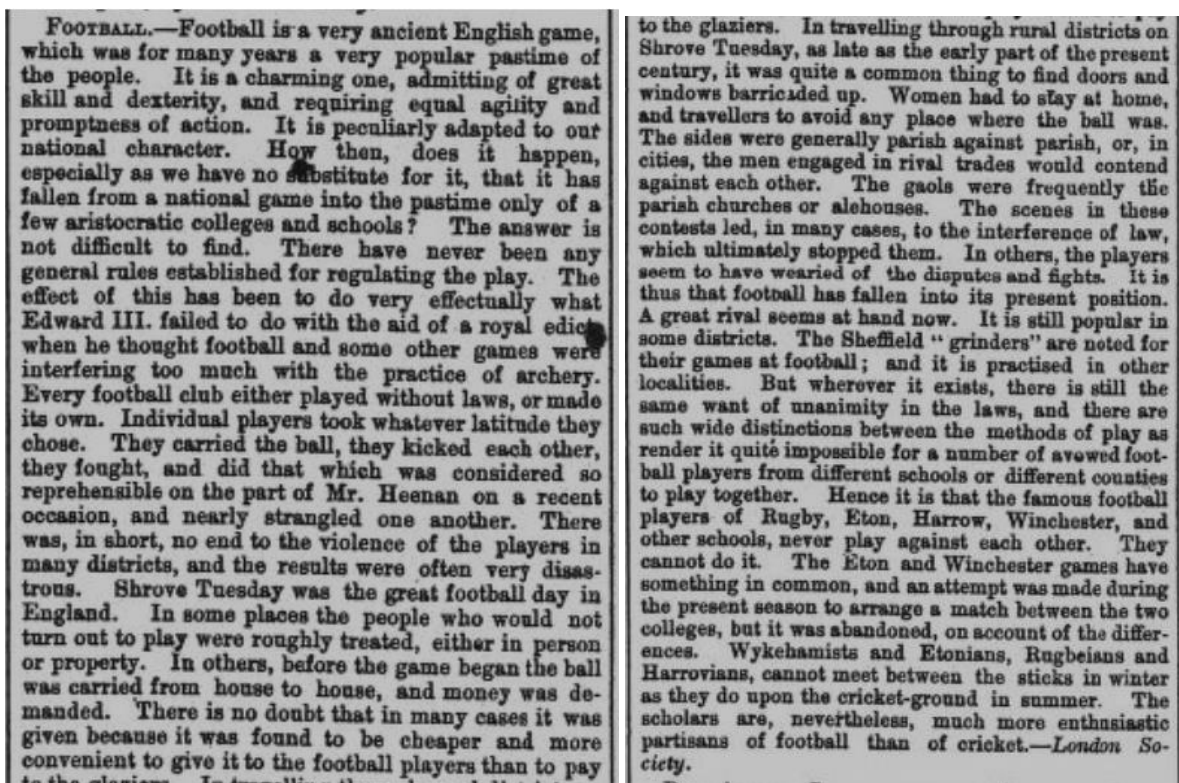 FOOTBALL.—Football is a very ancient English game,
which was for many years a very popular pastime of
the people. It is a charming one, admitting of great
skill and dexterity, and requiring equal agility and
promptness of action. It is peculiarly adapted to our
national character. How then, does it happen,
especially as we have no substitute for it, that it has
fallen from a national game into the pastime only of a
few aristocratic colleges and schools? The answer is
not difficult to find. There have never been any
general rules established for regulating the play. The
effect of this has been to do very effectually what
Edward III. failed to do with the aid of a royal edict
when he thought football and some other games were
interfering too much with the practice of archery.
Every football club either played without laws, or made
its own. Individual players took whatever latitude they
chose. They carried the ball, they kicked each other,
they fought, and did that which was considered so
reprehensible on the part of Mr. Heenan on a recent
occasion, and nearly strangled one another. There
was, in short, no end to the violence of the players in
many districts, and the results were often very disas-
trous. Shrove Tuesday was the great football day in
England. In some places the people who would not
turn out to play were roughly treated, either in person
or property. In others, before the game began the ball
was carried from house to house, and money was de-
manded. There is no doubt that in many cases it was
given because it was found to be cheaper and more
convenient to give it to the football players than to pay
to the glaziers. In travelling through rural districts on
Shrove Tuesday, as late as the early part of the present
century, it was quite a common thing to find doors and
windows barricaded up. Women had to stay at home,
and travellers to avoid any place where the ball was.
The sides were generally parish against parish, or, in
cities, the men engaged in rival trades would contend
against each other. The gaols were frequently the
parish churches or alehouses. The scenes in these
contests led, in many cases, to the interference of law,
which ultimately stopped them. In others, the players
seem to have wearied of the disputes and fights. It is
thus that football has fallen into its present position.
A great rival seems at hand now. It is still popular in
some districts. The Sheffield "grinders" are noted for
their games at football; and it is practised in other
localities. But wherever it exists, there is still the
same want of unanimity in the laws, and there are
such wide distinctions between the methods of play as
render it quite impossible for a number of avowed foot-
ball players from different schools or different counties
to play together. Hence it is that the famous football
players of Rugby, Eton, Harrow, Winchester, and
other schools, never play against each other. They
cannot do it. The Eton and Winchester games have
something in common, and an attempt was made during
the present season to arrange a match between the two
colleges, but it was abandoned, on account of the differ-
ences. Wykehamists and Etonians, Rugbeians and
Harrovians, cannot meet between the sticks in winter
as they do upon the cricket-ground in summer. The
scholars are, nevertheless, much more enthusiastic
partisans of football than of cricket.—London So-
ciety.